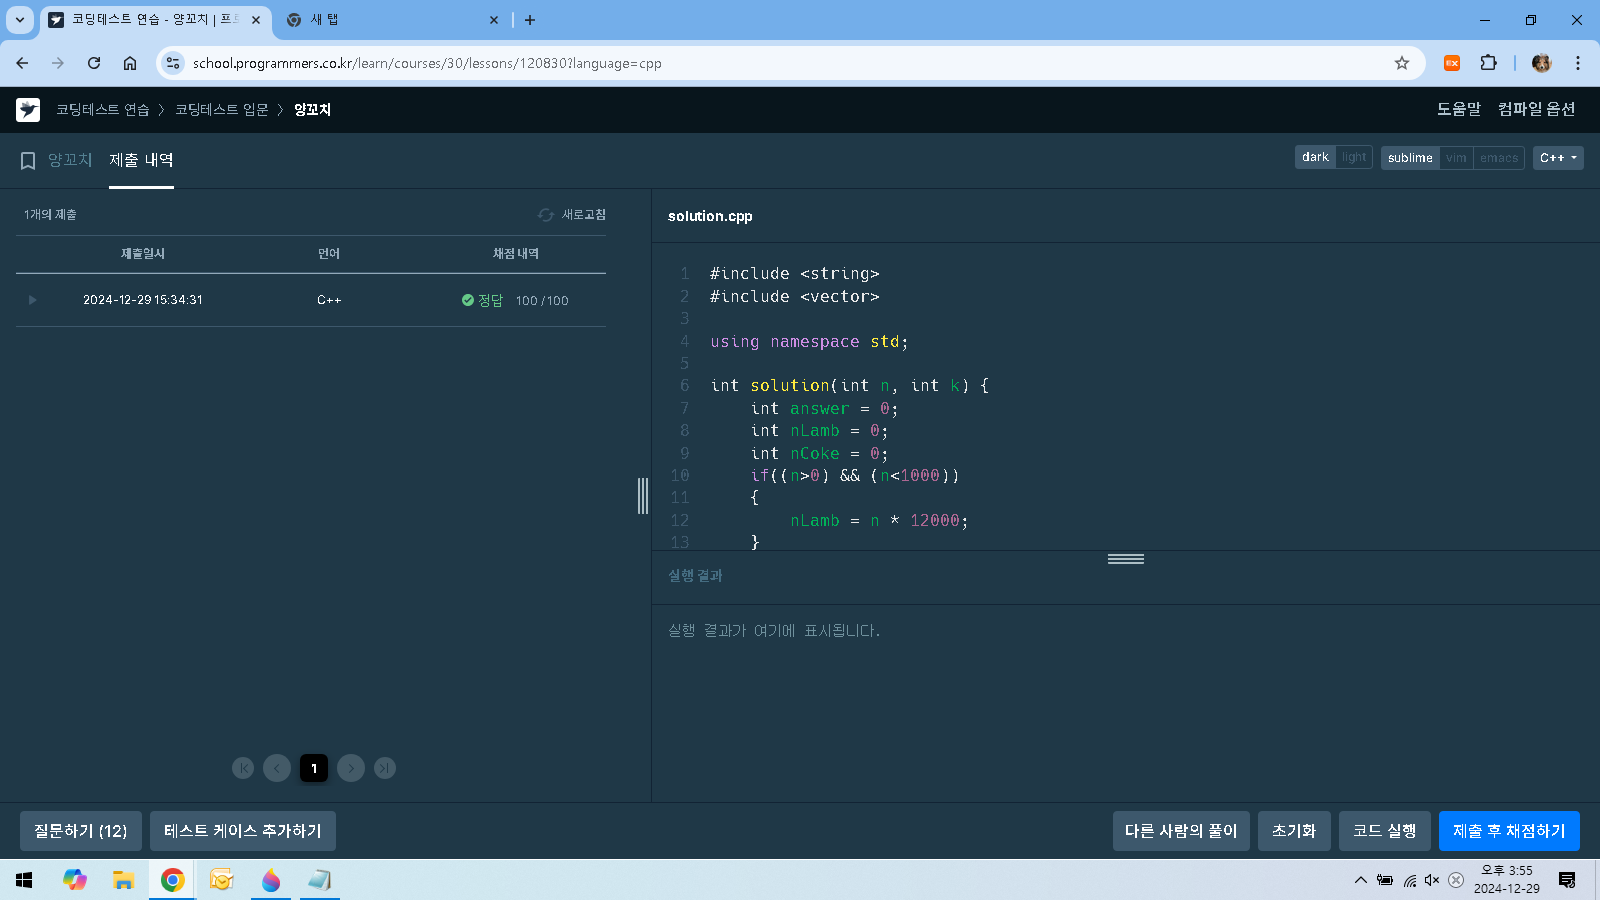 코딩테스트 연습 - 양꼬치 | 프
새 탭
school.programmers.co.kr/learn/courses/30/lessons/120830?language=cpp
코딩테스트 연습 > 코딩테스트 입문 > 양꼬치
도움말 컴파일 옵션
양꼬치 제출 내역
dark light sublime vim emacs C++
1개의 제출
새로고침
제출일시 언어 채점 내역
2024-12-29 15:34:31 C++ 정답 100 / 100
solution.cpp
1 #include <string>
2 #include <vector>
3
4 using namespace std;
5
6 int solution(int n, int k) {
7 int answer = 0;
8 int nLamb = 0;
9 int nCoke = 0;
10 if((n>0) && (n<1000))
11 {
12 nLamb = n * 12000;
13 }
실행 결과
실행 결과가 여기에 표시됩니다.
1
질문하기 (12) 테스트 케이스 추가하기
다른 사람의 풀이 초기화 코드 실행 제출 후 채점하기
오후 3:55
2024-12-29